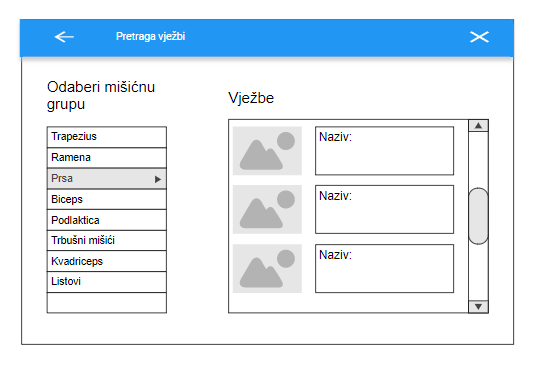 Pretraga vježbi
Odaberi mišićnu
grupu
Trapezius
Ramena
Prsa
Biceps
Podlaktica
Trbušni mišići
Kvadriceps
Listovi
Vježbe
Naziv:
Naziv:
Naziv: